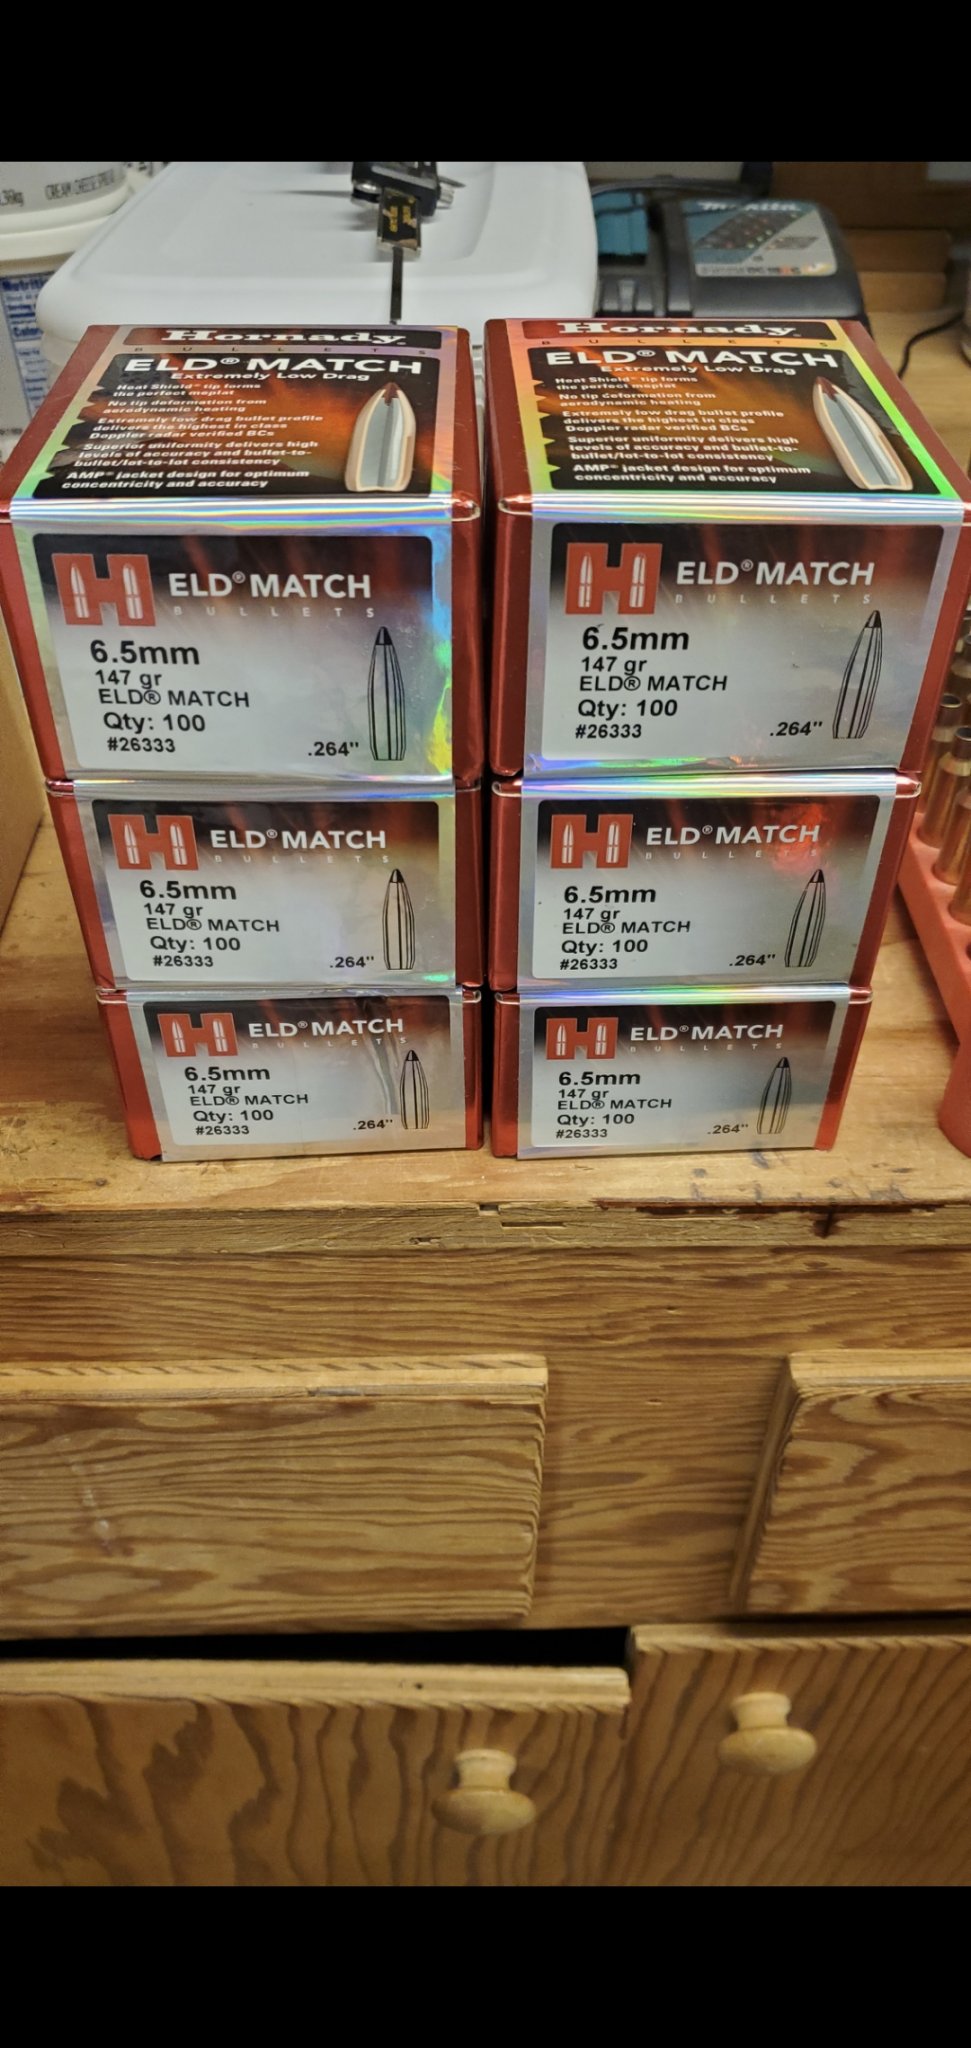 CREAM CHEESE SPREAD
Makita
Hornady
BULLETS
ELD® MATCH
Extremely Low Drag
Heat Shield™ tip forms
the perfect meplat
No tip deformation from
aerodynamic heating
Extremely low drag bullet profile
delivers the highest in class
Doppler radar verified BCs
Superior uniformity delivers high
levels of accuracy and bullet-to-
bullet/lot-to-lot consistency
AMP® jacket design for optimum
concentricity and accuracy
Hornady
BULLETS
ELD® MATCH
Extremely Low Drag
Heat Shield™ tip forms
the perfect meplat
No tip deformation from
aerodynamic heating
Extremely low drag bullet profile
delivers the highest in class
Doppler radar verified BCs
Superior uniformity delivers high
levels of accuracy and bullet-to-
bullet/lot-to-lot consistency
AMP® jacket design for optimum
concentricity and accuracy
H ELD® MATCH
BULLETS
6.5mm
147 gr
ELD® MATCH
Qty: 100
#26333
.264"
H ELD® MATCH
BULLETS
6.5mm
147 gr
ELD® MATCH
Qty: 100
#26333
.264"
H ELD® MATCH
BULLETS
6.5mm
147 gr
ELD® MATCH
Qty: 100
#26333
.264"
H ELD® MATCH
BULLETS
6.5mm
147 gr
ELD® MATCH
Qty: 100
#26333
.264"
H ELD® MATCH
BULLETS
6.5mm
147 gr
ELD® MATCH
Qty: 100
#26333
.264"
H ELD® MATCH
BULLETS
6.5mm
147 gr
ELD® MATCH
Qty: 100
#26333
.264"